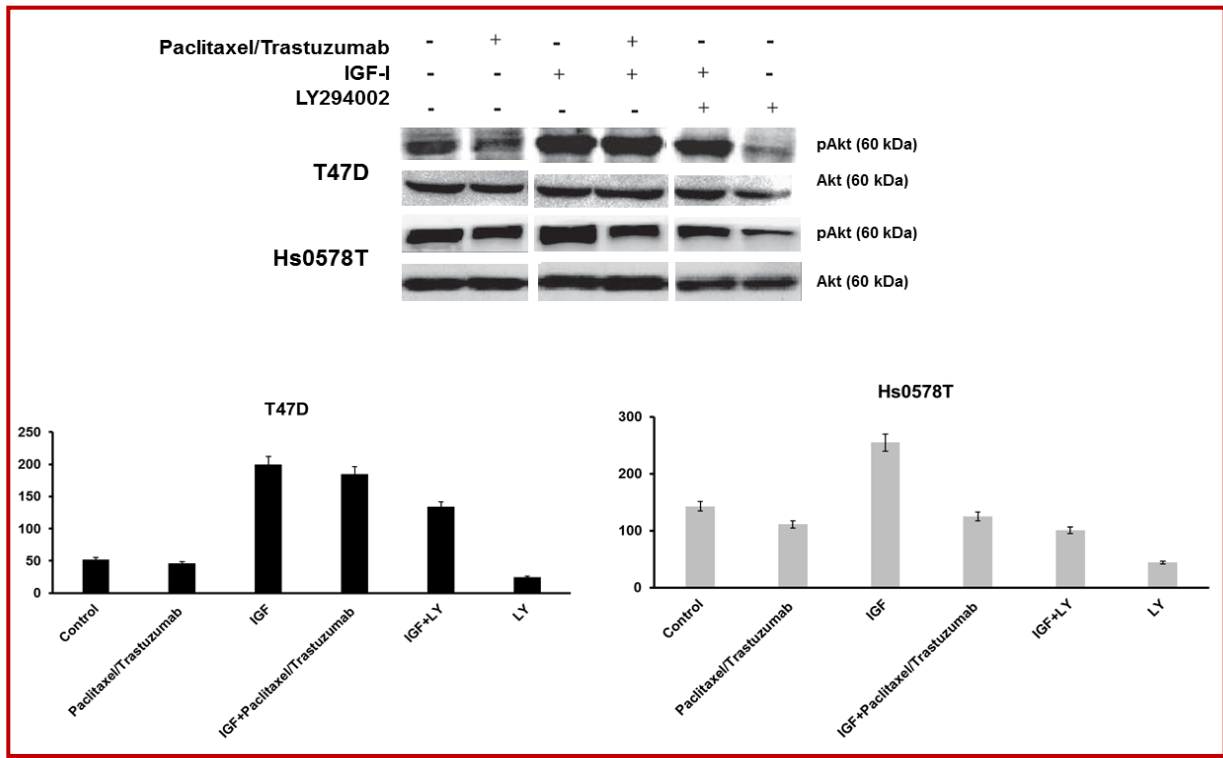 Paclitaxel/Trastuzumab - + - + - -
IGF-I - - + + + -
LY294002 - - - - + +
pAkt (60 kDa)
T47D
Akt (60 kDa)
pAkt (60 kDa)
Hs0578T
Akt (60 kDa)
T47D
250
200
150
100
50
0
Control
Paclitaxel/Trastuzumab
IGF
IGF+Paclitaxel/Trastuzumab
IGF+LY
LY
Hs0578T
300
200
100
0
Control
Paclitaxel/Trastuzumab
IGF
IGF+Paclitaxel/Trastuzumab
IGF+LY
LY